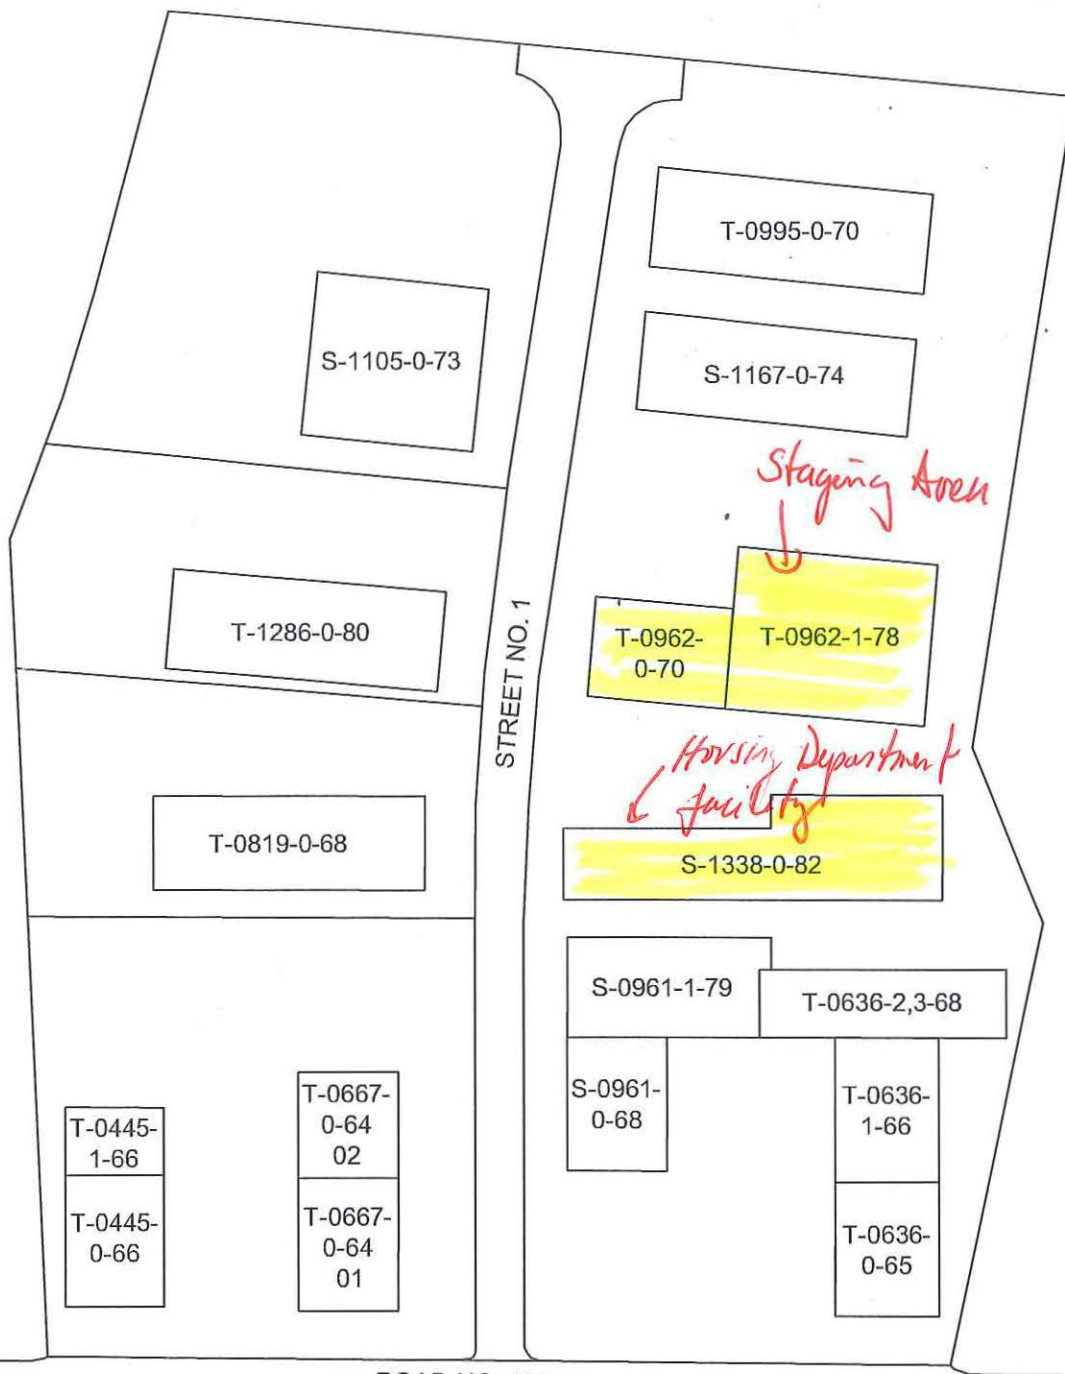 T-0995-0-70
S-1105-0-73
S-1167-0-74
Staging Area
T-1286-0-80
STREET NO. 1
T-0962-
0-70
T-0962-1-78
Housing Department
facility
T-0819-0-68
S-1338-0-82
S-0961-1-79
T-0636-2,3-68
T-0445-
1-66
T-0667-
0-64
02
S-0961-
0-68
T-0636-
1-66
T-0445-
0-66
T-0667-
0-64
01
T-0636-
0-65